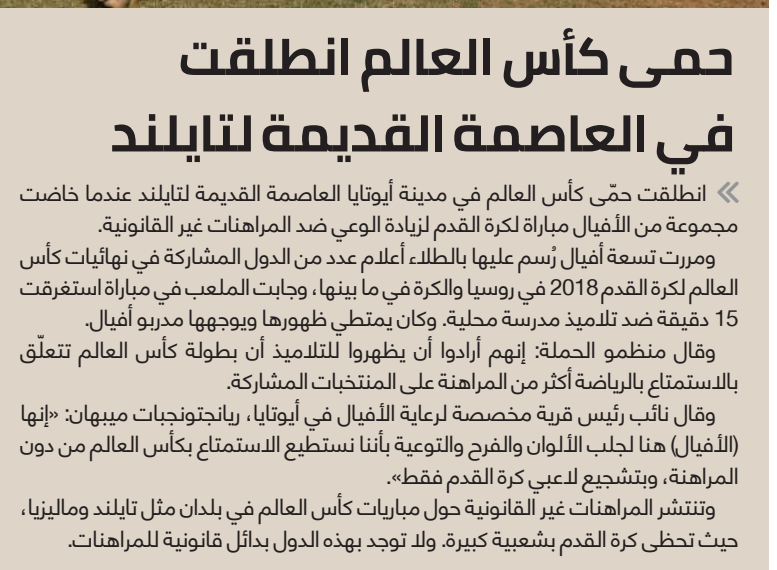 حمى كأس العالم انطلقت
في العاصمة القديمة لتايلند
» انطلقت حمّى كأس العالم في مدينة أيوتايا العاصمة القديمة لتايلند عندما خاضت
مجموعة من الأفيال مباراة لكرة القدم لزيادة الوعي ضد المراهنات غير القانونية.
ومررت تسعة أفيال رُسم عليها بالطلاء أعلام عدد من الدول المشاركة في نهائيات كأس
العالم لكرة القدم 2018 في روسيا والكرة في ما بينها، وجابت الملعب في مباراة استغرقت
15 دقيقة ضد تلاميذ مدرسة محلية. وكان يمتطي ظهورها ويوجهها مدربو أفيال.
وقال منظمو الحملة: إنهم أرادوا أن يظهروا للتلاميذ أن بطولة كأس العالم تتعلّق
بالاستمتاع بالرياضة أكثر من المراهنة على المنتخبات المشاركة.
وقال نائب رئيس قرية مخصصة لرعاية الأفيال في أيوتايا، ريانجتونجبات ميبهان: «إنها
(الأفيال) هنا لجلب الألوان والفرح والتوعية بأننا نستطيع الاستمتاع بكأس العالم من دون
المراهنة، وبتشجيع لاعبي كرة القدم فقط».
وتنتشر المراهنات غير القانونية حول مباريات كأس العالم في بلدان مثل تايلند وماليزيا،
حيث تحظى كرة القدم بشعبية كبيرة. ولا توجد بهذه الدول بدائل قانونية للمراهنات.